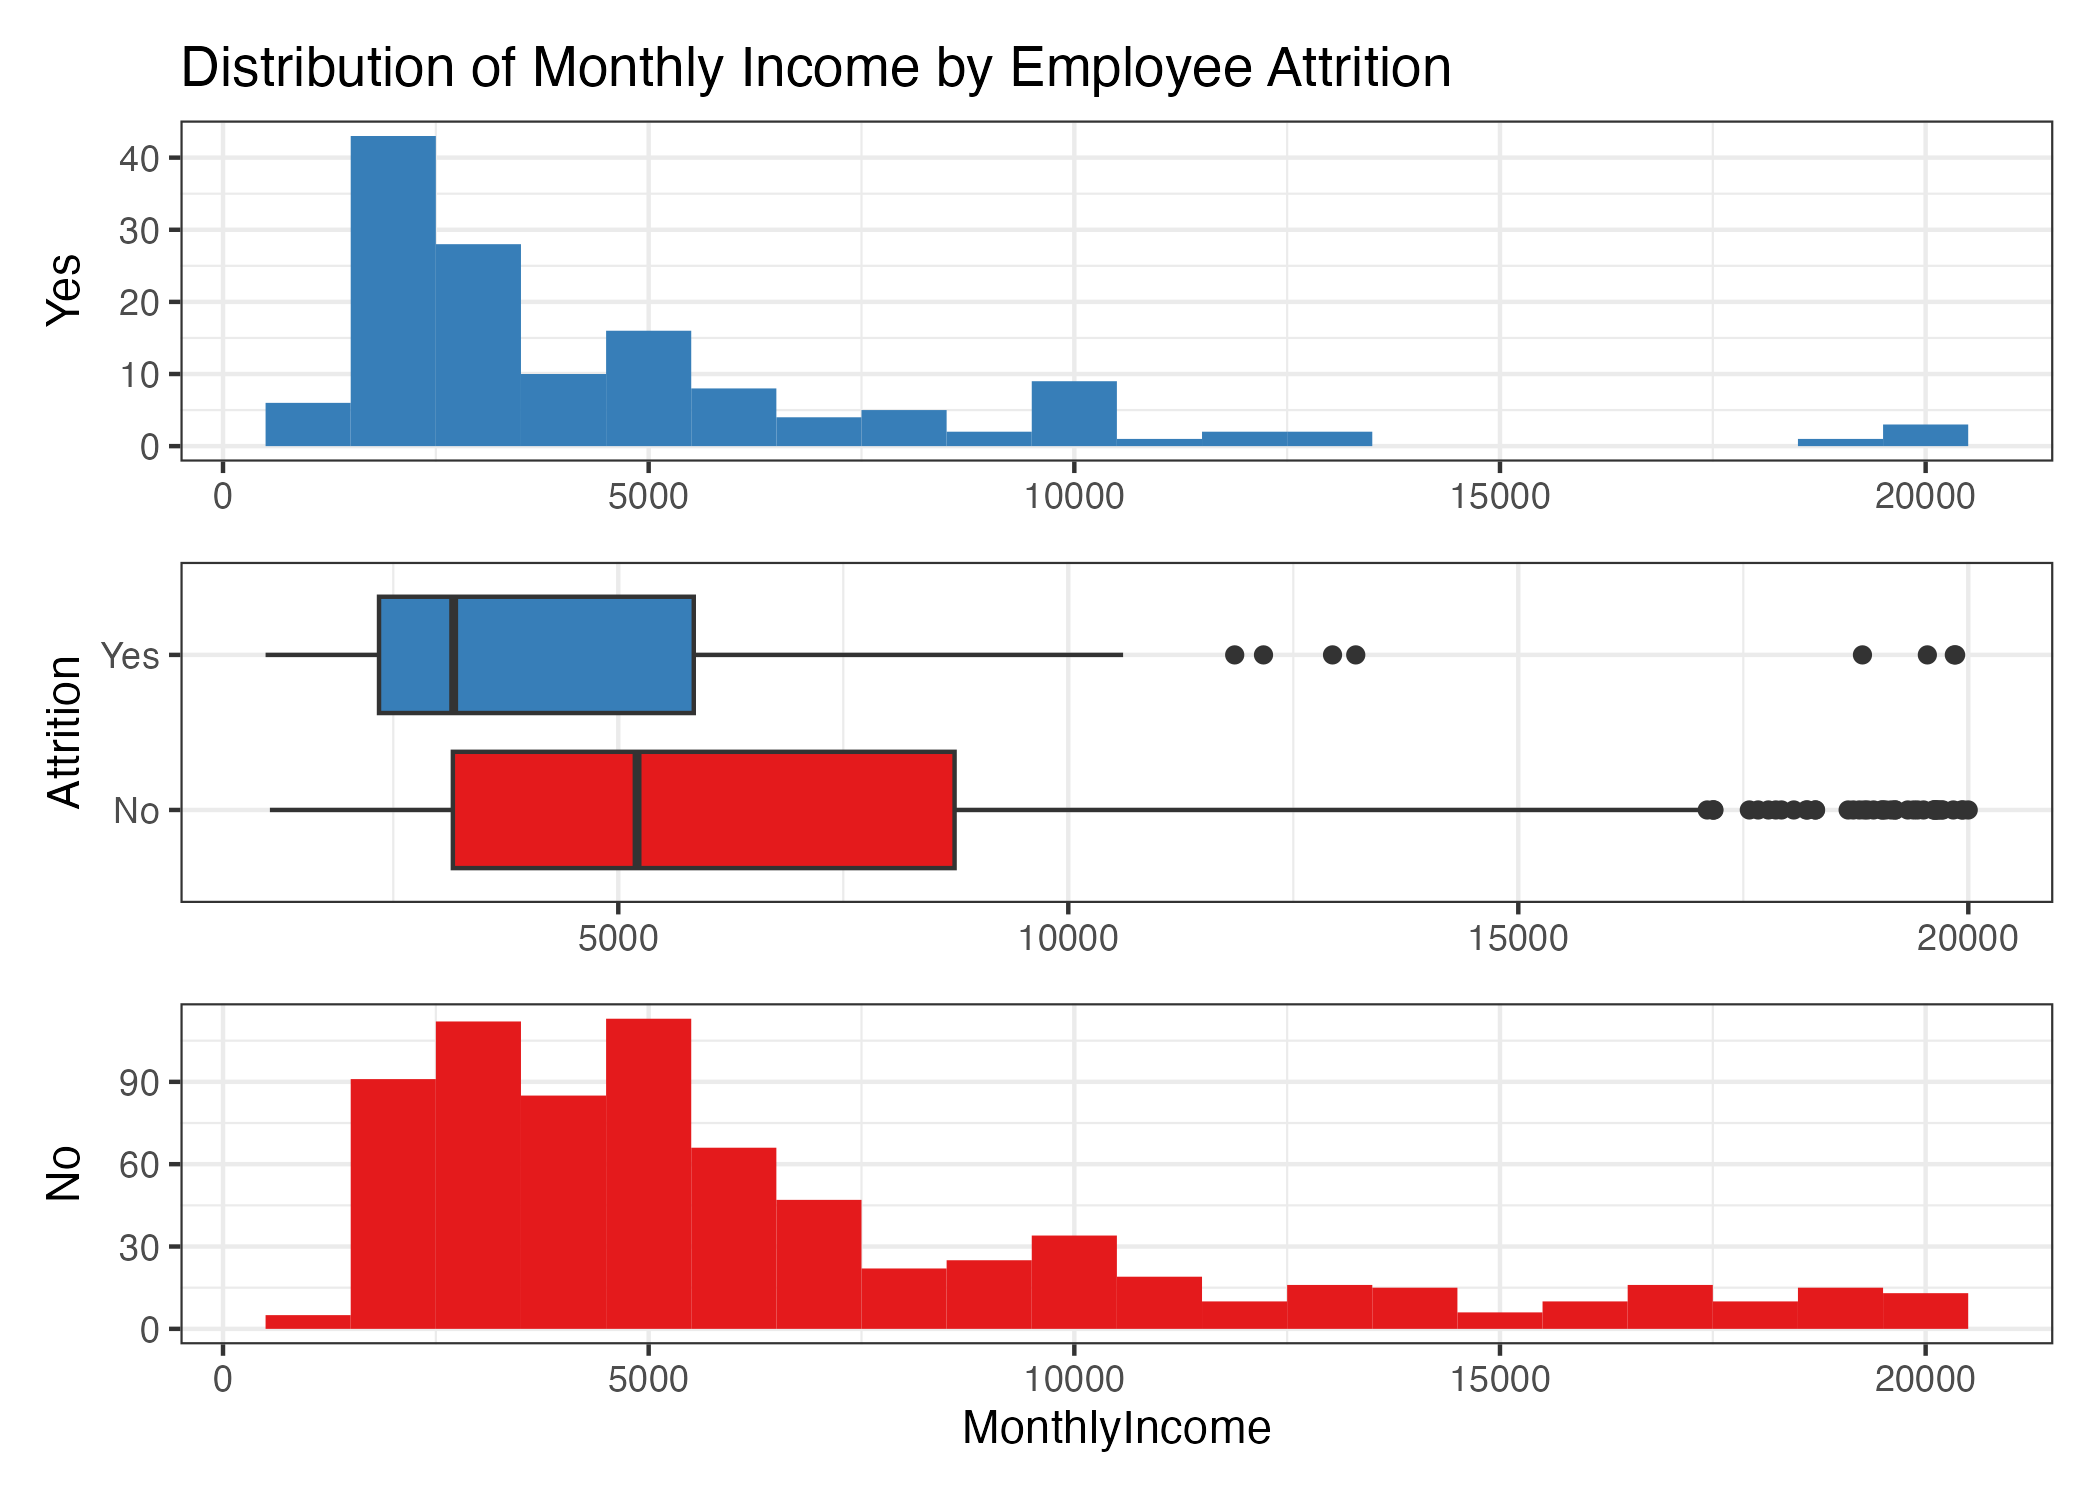 Distribution of Monthly Income by Employee Attrition
Yes
40
30
20
10
0
0 5000 10000 15000 20000
Attrition
Yes
No
5000 10000 15000 20000
No
90
60
30
0
0 5000 10000 15000 20000
MonthlyIncome